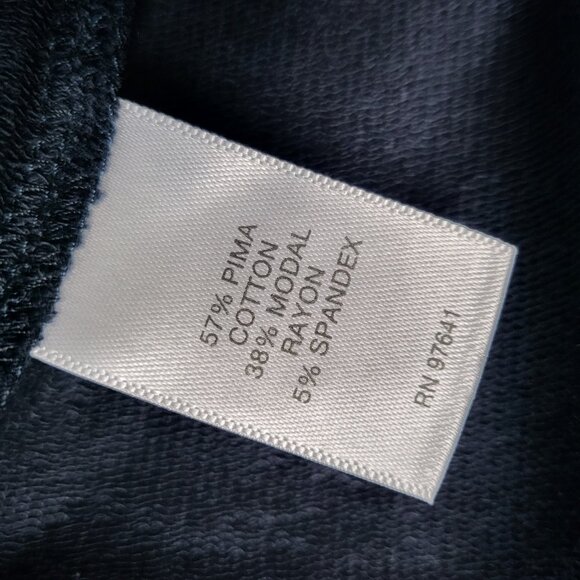 57% PIMA
COTTON
38% MODAL
RAYON
5% SPANDEX
RN 97641